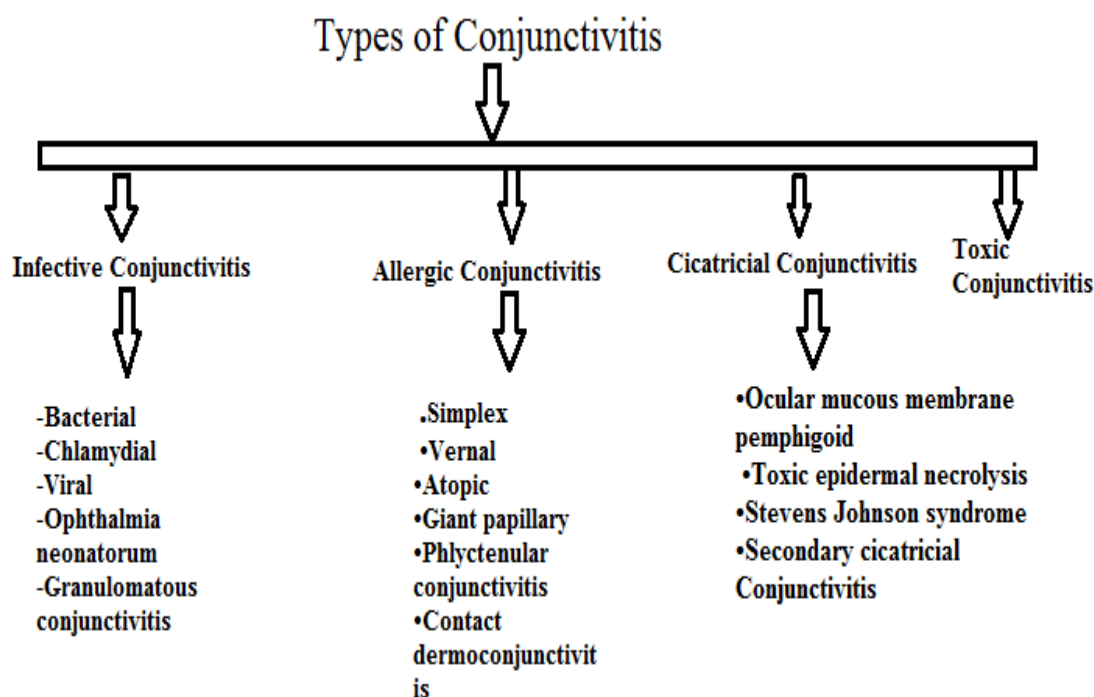 Types of Conjunctivitis
Infective Conjunctivitis
-Bacterial
-Chlamydial
-Viral
-Ophthalmia
neonatorum
-Granulomatous
conjunctivitis
Allergic Conjunctivitis
.Simplex
•Vernal
•Atopic
•Giant papillary
•Phlyctenular
conjunctivitis
•Contact
dermoconjunctivit
is
Cicatricial Conjunctivitis
•Ocular mucous membrane
pemphigoid
•Toxic epidermal necrolysis
•Stevens Johnson syndrome
•Secondary cicatricial
Conjunctivitis
Toxic
Conjunctivitis